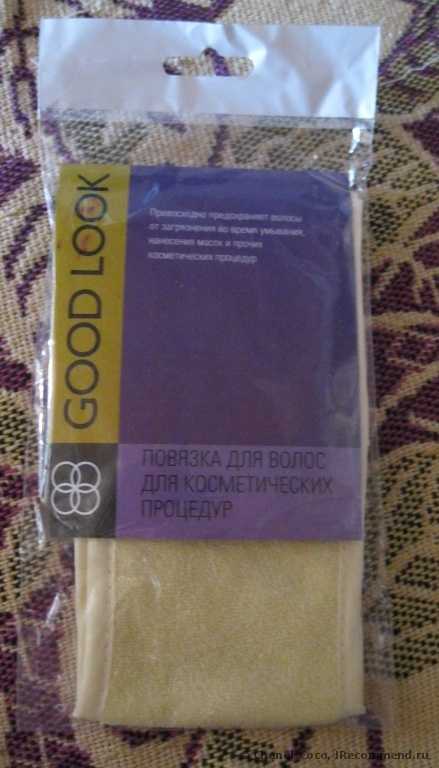 GOOD LOOK
Превосходно предохраняет волосы
от загрязнения во время умывания,
нанесения масок и прочих
косметических процедур
ПОВЯЗКА ДЛЯ ВОЛОС
ДЛЯ КОСМЕТИЧЕСКИХ
ПРОЦЕДУР
Chanel_Coco, IRecommend.ru